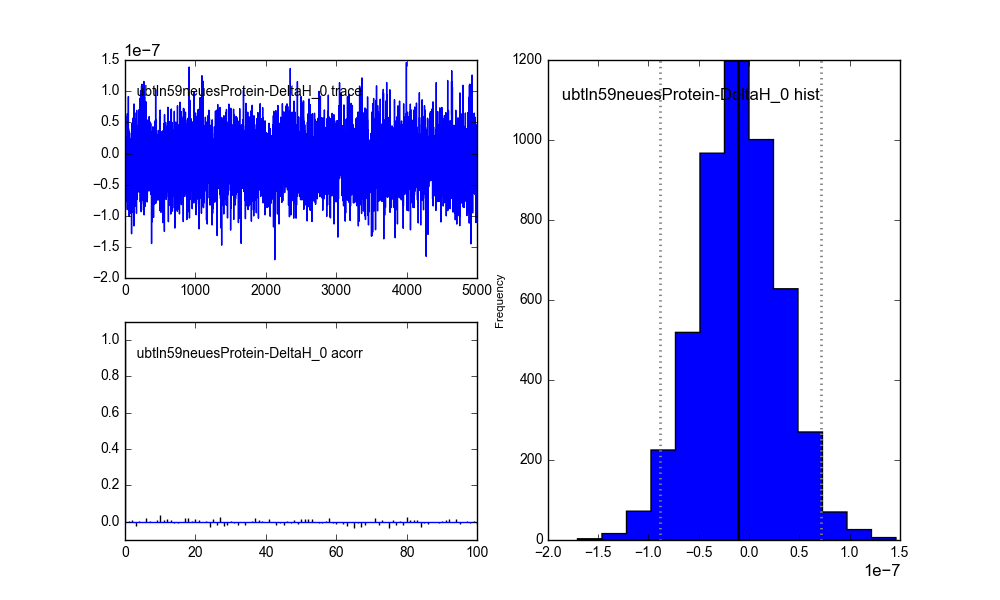 1e−7
1.5
1.0
0.5
0.0
−0.5
−1.0
−1.5
−2.0
ubtln59neuesProtein-DeltaH_0 trace
0 1000 2000 3000 4000 5000
1.0
0.8
0.6
0.4
0.2
0.0
ubtln59neuesProtein-DeltaH_0 acorr
0 20 40 60 80 100
1200
1000
800
600
400
200
0
Frequency
ubtln59neuesProtein-DeltaH_0 hist
−2.0 −1.5 −1.0 −0.5 0.0 0.5 1.0 1.5
1e−7